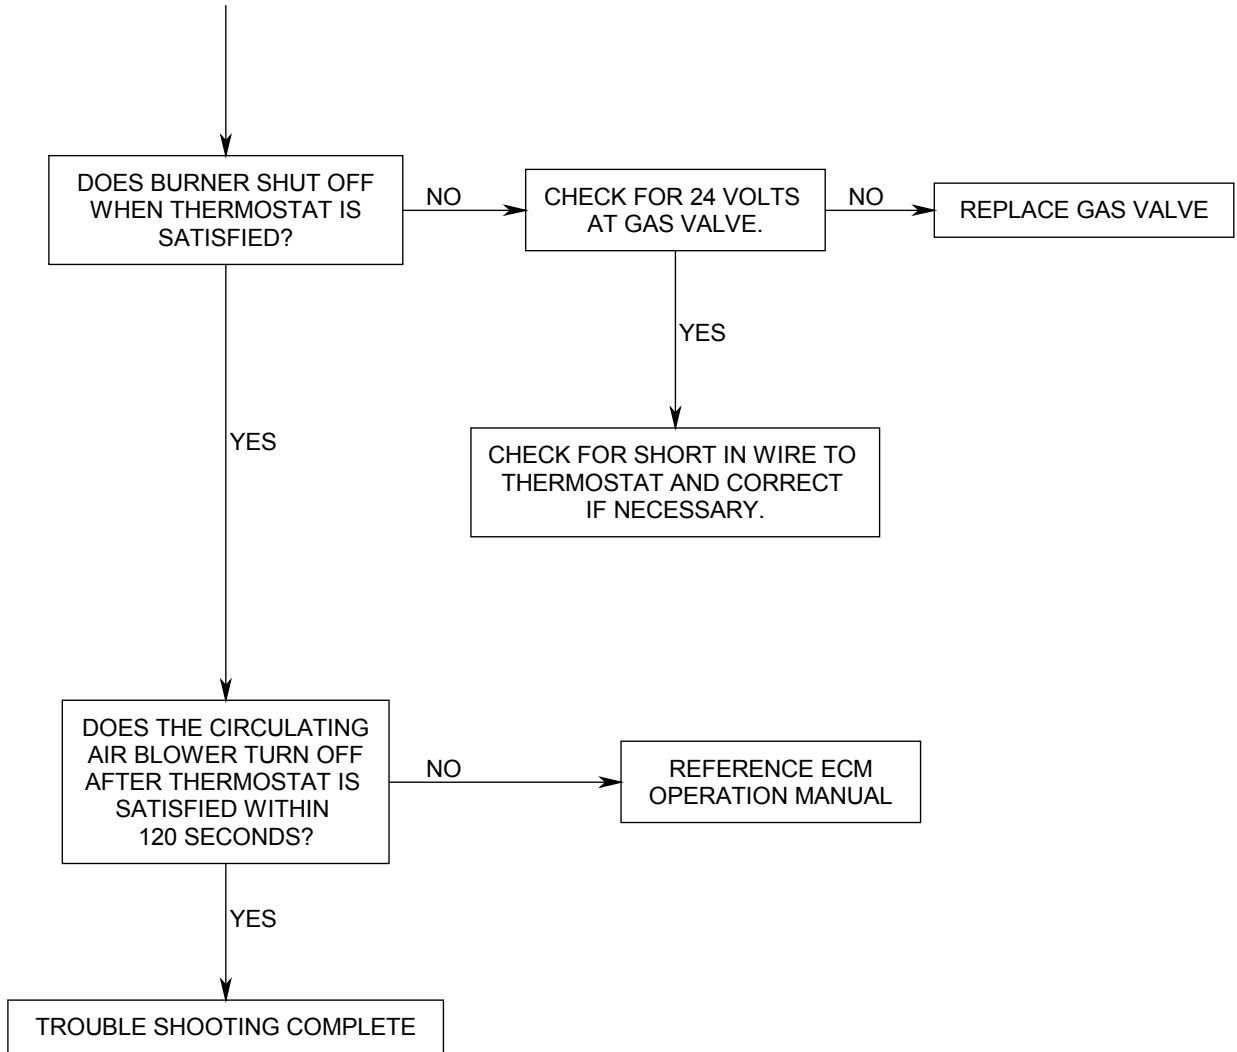 DOES BURNER SHUT OFF
WHEN THERMOSTAT IS
SATISFIED?
NO
CHECK FOR 24 VOLTS
AT GAS VALVE.
NO
REPLACE GAS VALVE
YES
CHECK FOR SHORT IN WIRE TO
THERMOSTAT AND CORRECT
IF NECESSARY.
YES
DOES THE CIRCULATING
AIR BLOWER TURN OFF
AFTER THERMOSTAT IS
SATISFIED WITHIN
120 SECONDS?
NO
REFERENCE ECM
OPERATION MANUAL
YES
TROUBLE SHOOTING COMPLETE